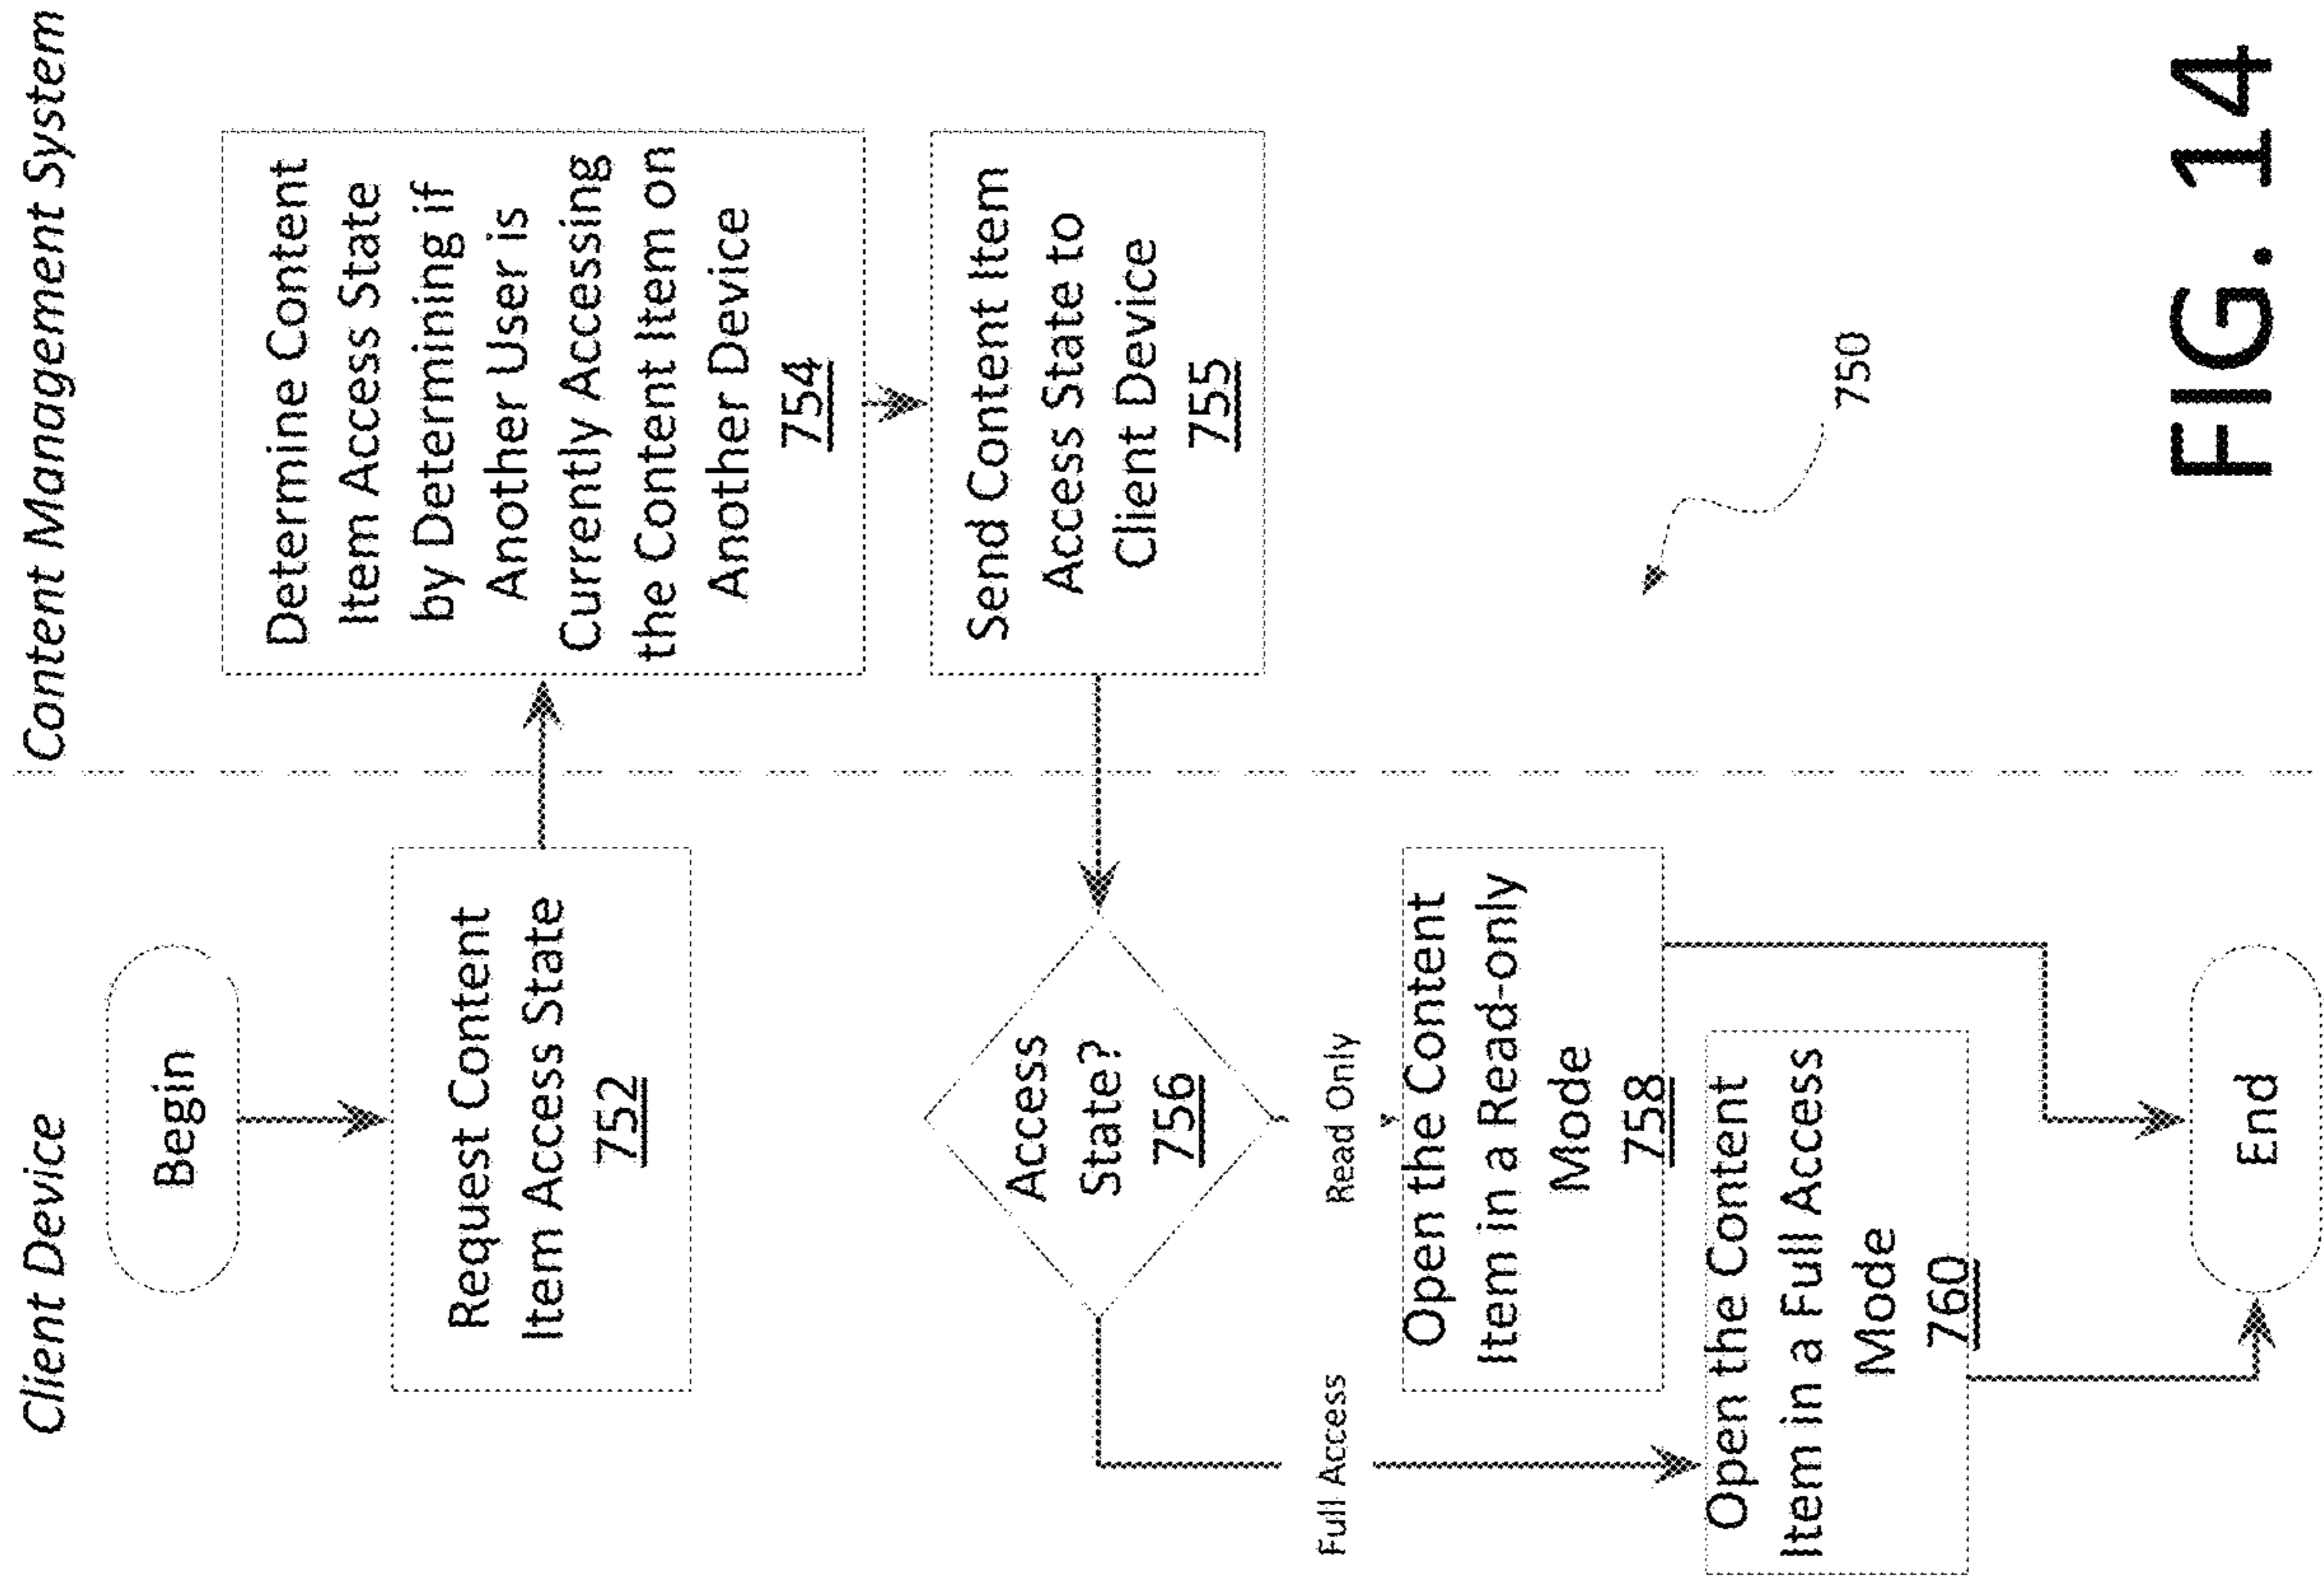 Client Device
Content Management System
Begin
Request Content
Item Access State
752
Determine Content
Item Access State
by Determining if
Another User is
Currently Accessing
the Content Item on
Another Device
754
Send Content Item
Access State to
Client Device
755
Access
State?
756
Full Access
Read Only
Open the Content
Item in a Read-only
Mode
758
Open the Content
Item in a Full Access
Mode
760
End
750
FIG. 14